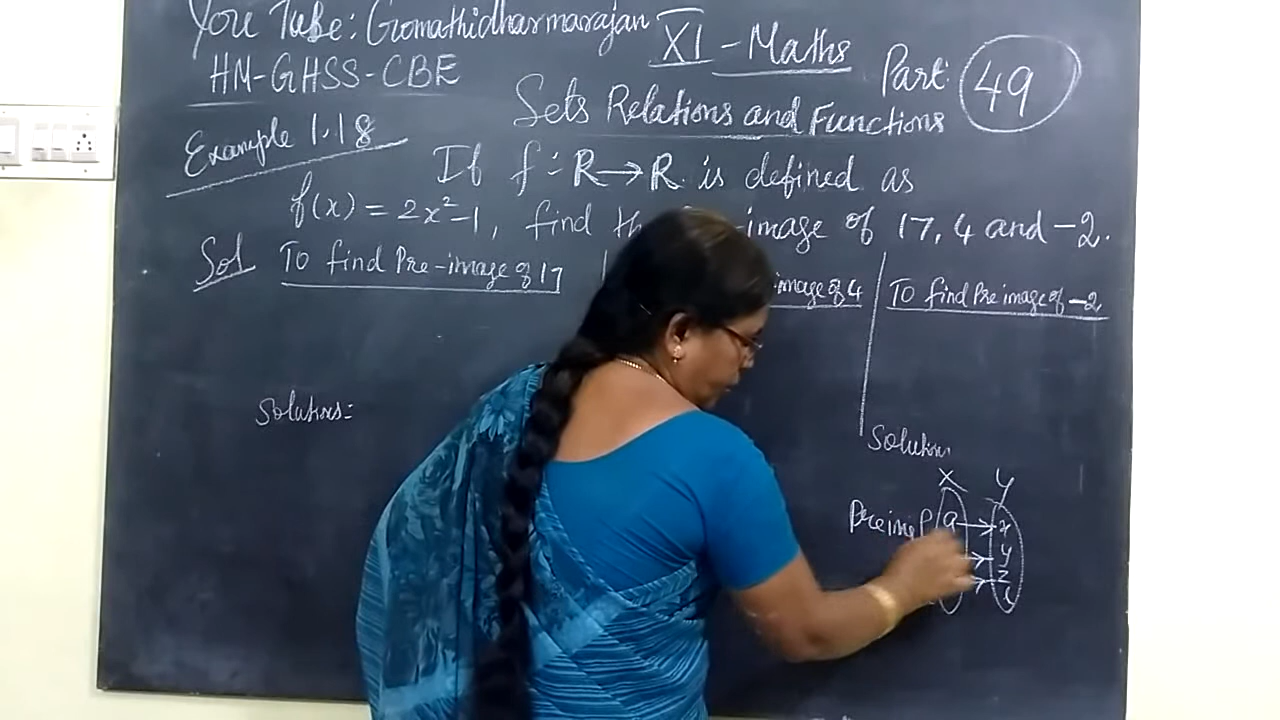 You Tube: Gomathidharmarajan
HM-GHSS-CBE
XI - Maths
Part: 49
Sets Relations and Functions
Example 1.18
If f : R → R is defined as
f(x) = 2x² - 1, find image of 17, 4 and -2.
Sol
To find Pre-image of 17
image of 4
To find Pre image of -2
Solutions:
Solution
X Y
a x
y
z